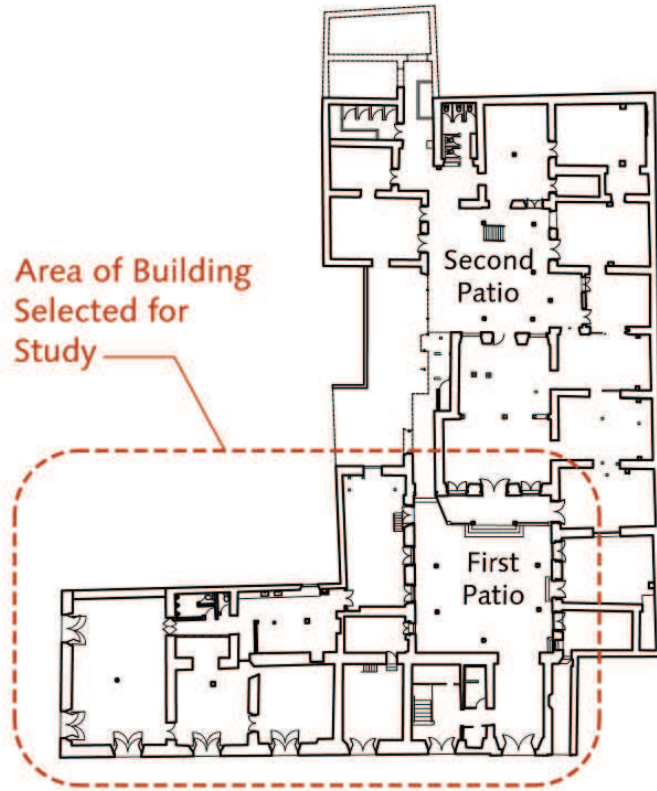 Area of Building
Selected for
Study
Second
Patio
First
Patio